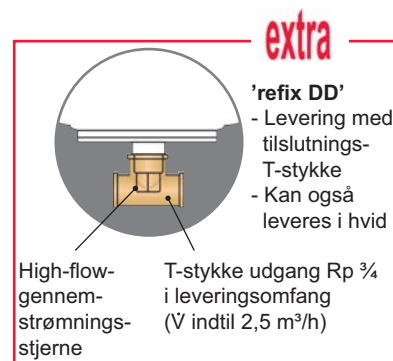 extra
’refix DD’
- Levering med
tilslutnings-
T-stykke
- Kan også
leveres i hvid
High-flow-
gennem-
strømnings-
stjerne
T-stykke udgang Rp ¾
i leveringsomfang
(V̇ indtil 2,5 m³/h)